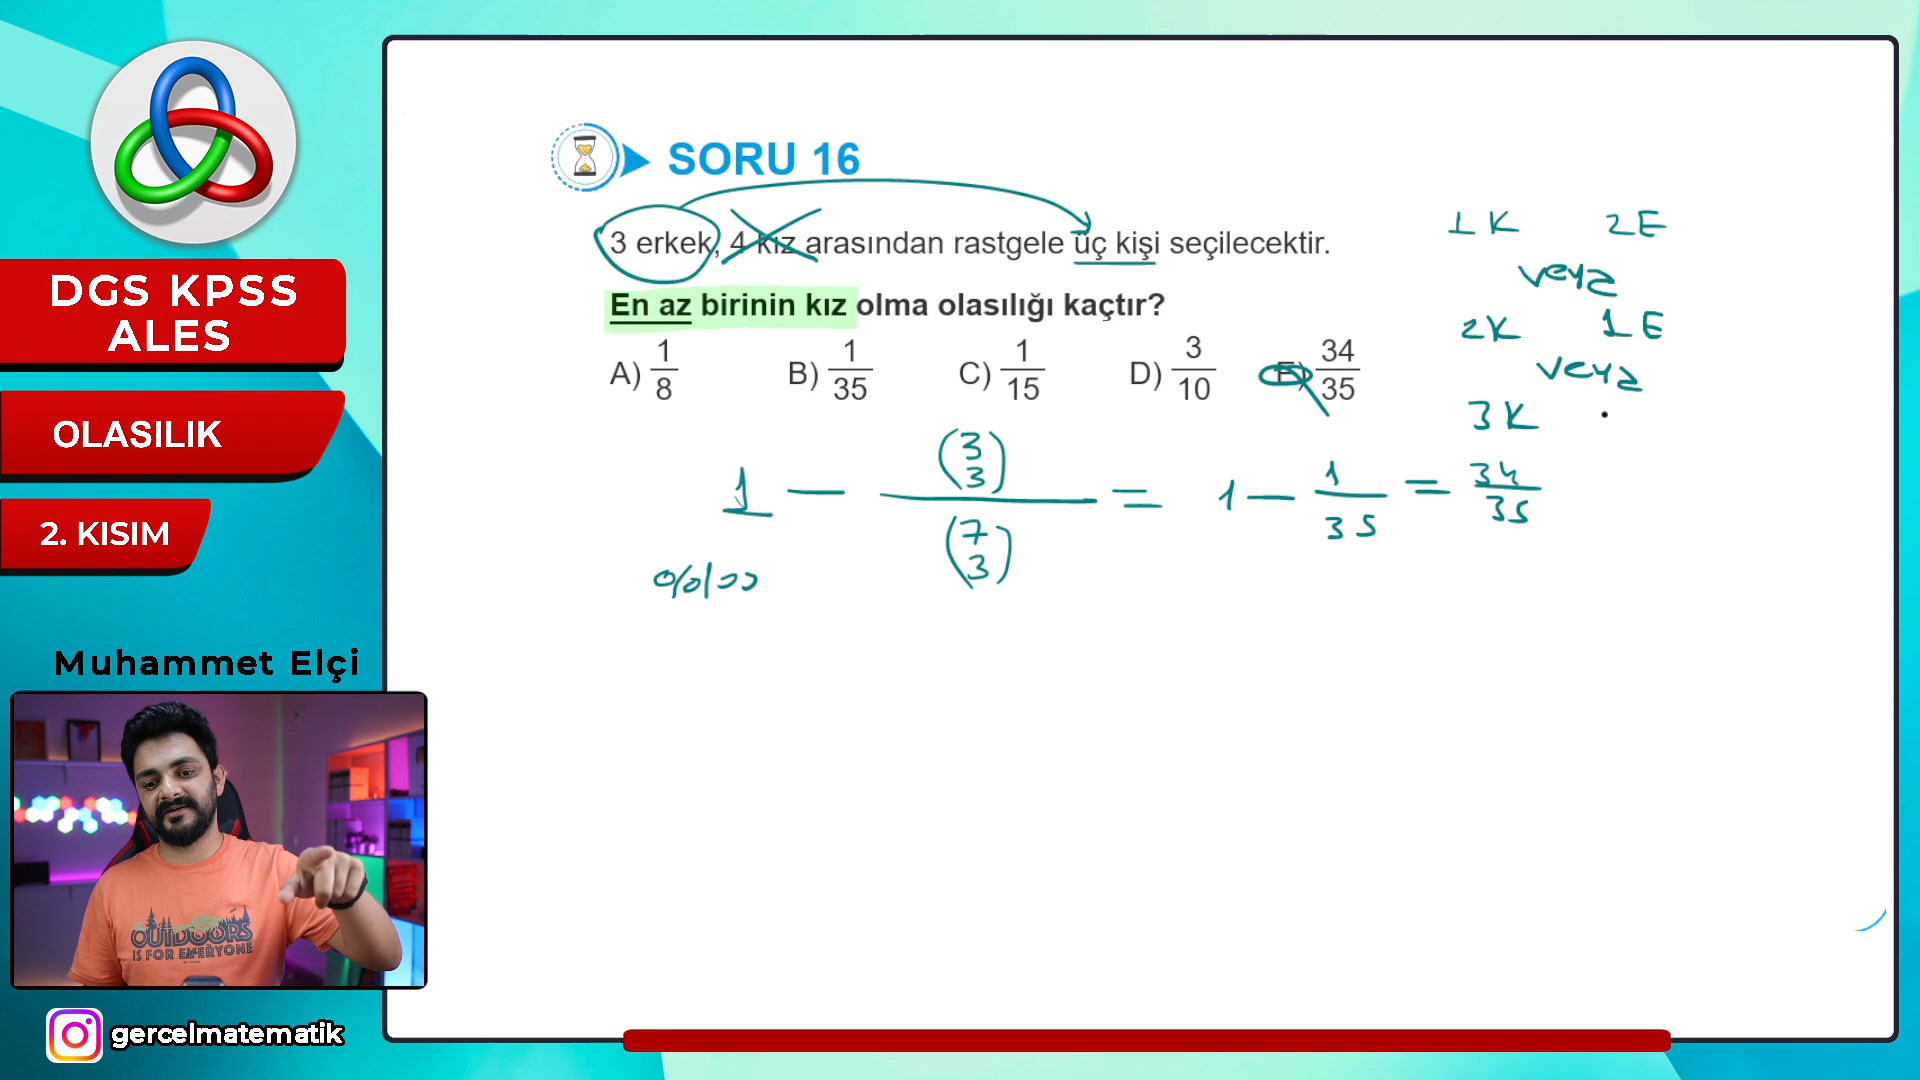 SORU 16
3 erkek, 4 kız arasından rastgele üç kişi seçilecektir.
En az birinin kız olma olasılığı kaçtır?
A) 1/8 B) 1/35 C) 1/15 D) 3/10 E) 34/35
1 - (3 3)/(7 3) = 1 - 1/35 = 34/35
1K 2E
veya
2K 1E
veya
3K
DGS KPSS
ALES
OLASILIK
2. KISIM
Muhammet Elçi
OUTDOORS
IS FOR EVERYONE
gercelmatematik